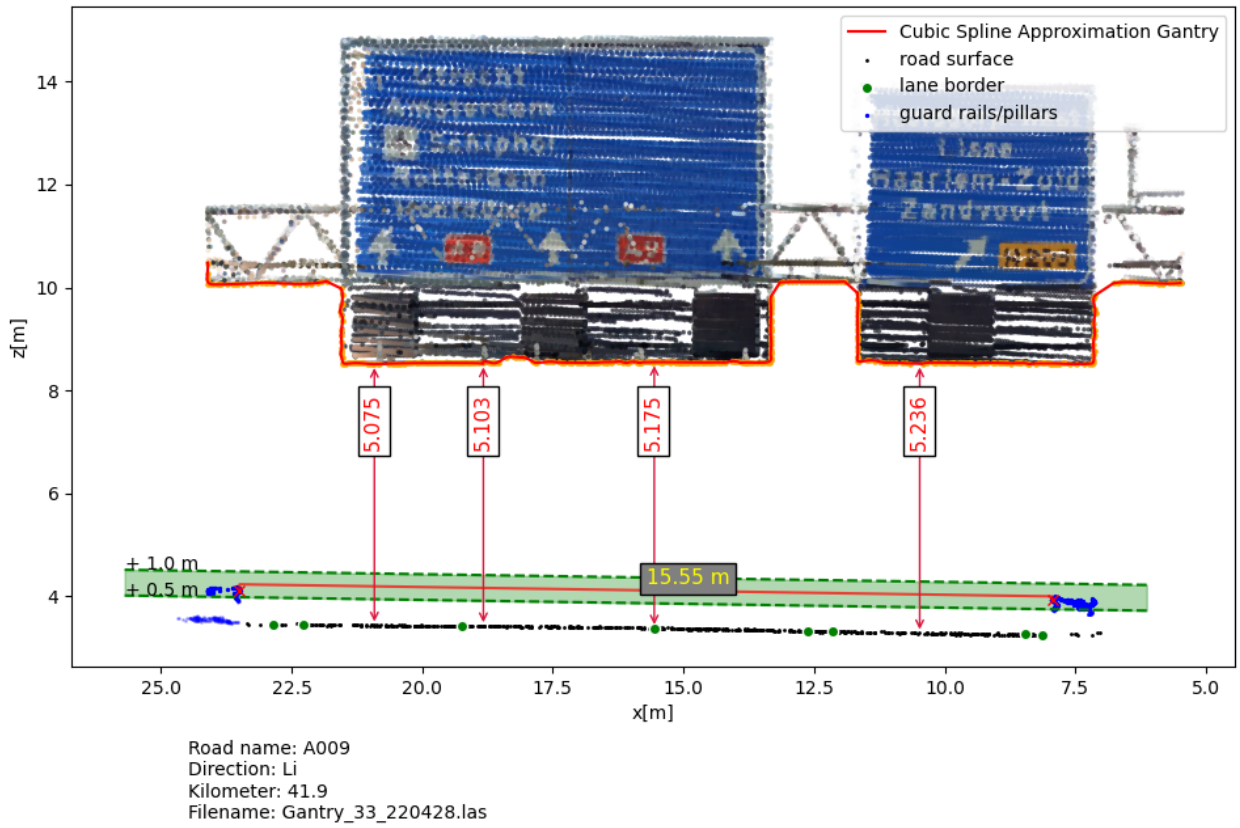 Cubic Spline Approximation Gantry
road surface
lane border
guard rails/pillars
14
12
10
8
6
4
z[m]
Utrecht
Amsterdam
Schiphol
Rotterdam
Lisse
Haarlem-Zuid
Zandvoort
5.075
5.103
5.175
5.236
+ 1.0 m
+ 0.5 m
15.55 m
25.0
22.5
20.0
17.5
15.0
12.5
10.0
7.5
5.0
x[m]
Road name: A009
Direction: Li
Kilometer: 41.9
Filename: Gantry_33_220428.las